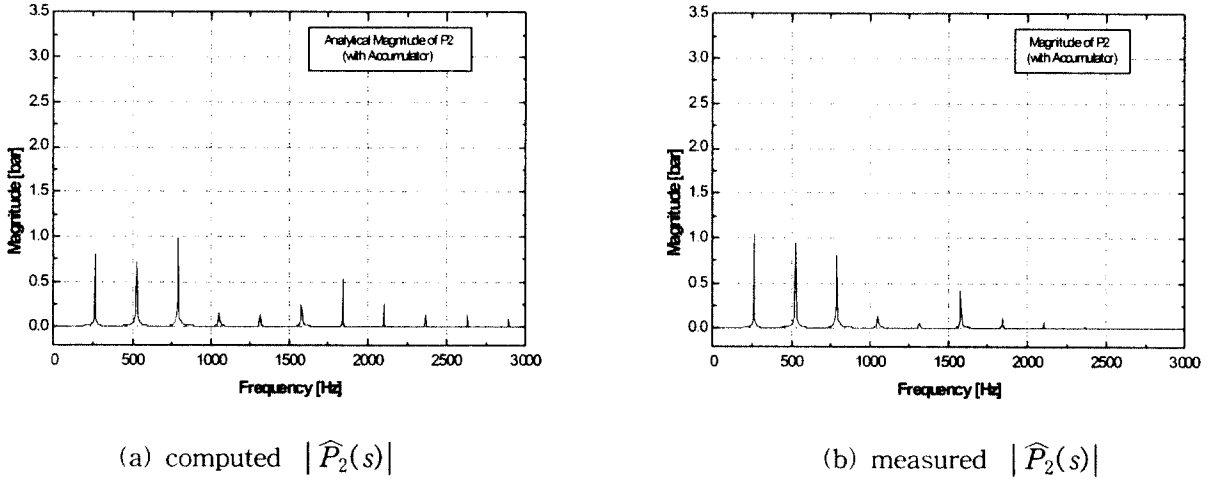 3.5
3.0
2.5
2.0
1.5
1.0
0.5
0.0
Magnitude [bar]
Analytical Magnitude of P2
(with Accumulator)
0 500 1000 1500 2000 2500 3000
Frequency [Hz]
(a) computed |P̂₂(s)|
3.5
3.0
2.5
2.0
1.5
1.0
0.5
0.0
Magnitude [bar]
Magnitude of P2
(with Accumulator)
0 500 1000 1500 2000 2500 3000
Frequency [Hz]
(b) measured |P̂₂(s)|